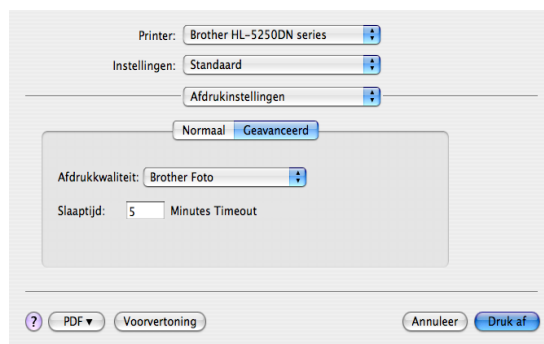 Printer: Brother HL-5250DN series
Instellingen: Standaard
Afdrukinstellingen
Normaal Geavanceerd
Afdrukkwaliteit: Brother Foto
Slaaptijd: 5 Minutes Timeout
? PDF▼ Voorvertoning Annuleer Druk af